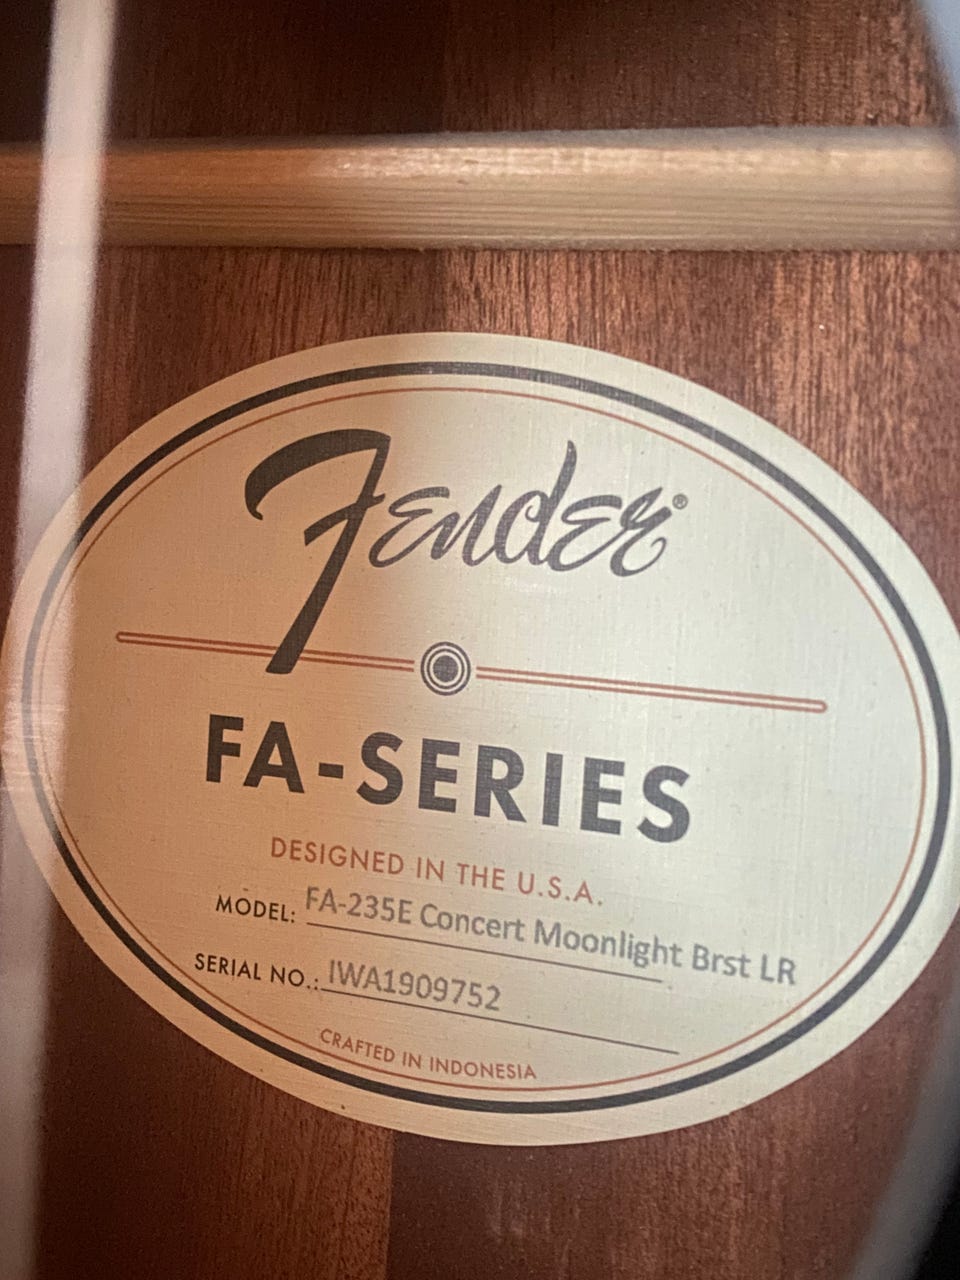 Fender®
FA-SERIES
DESIGNED IN THE U.S.A.
MODEL: FA-235E Concert Moonlight Brst LR
SERIAL NO.: IWA1909752
CRAFTED IN INDONESIA